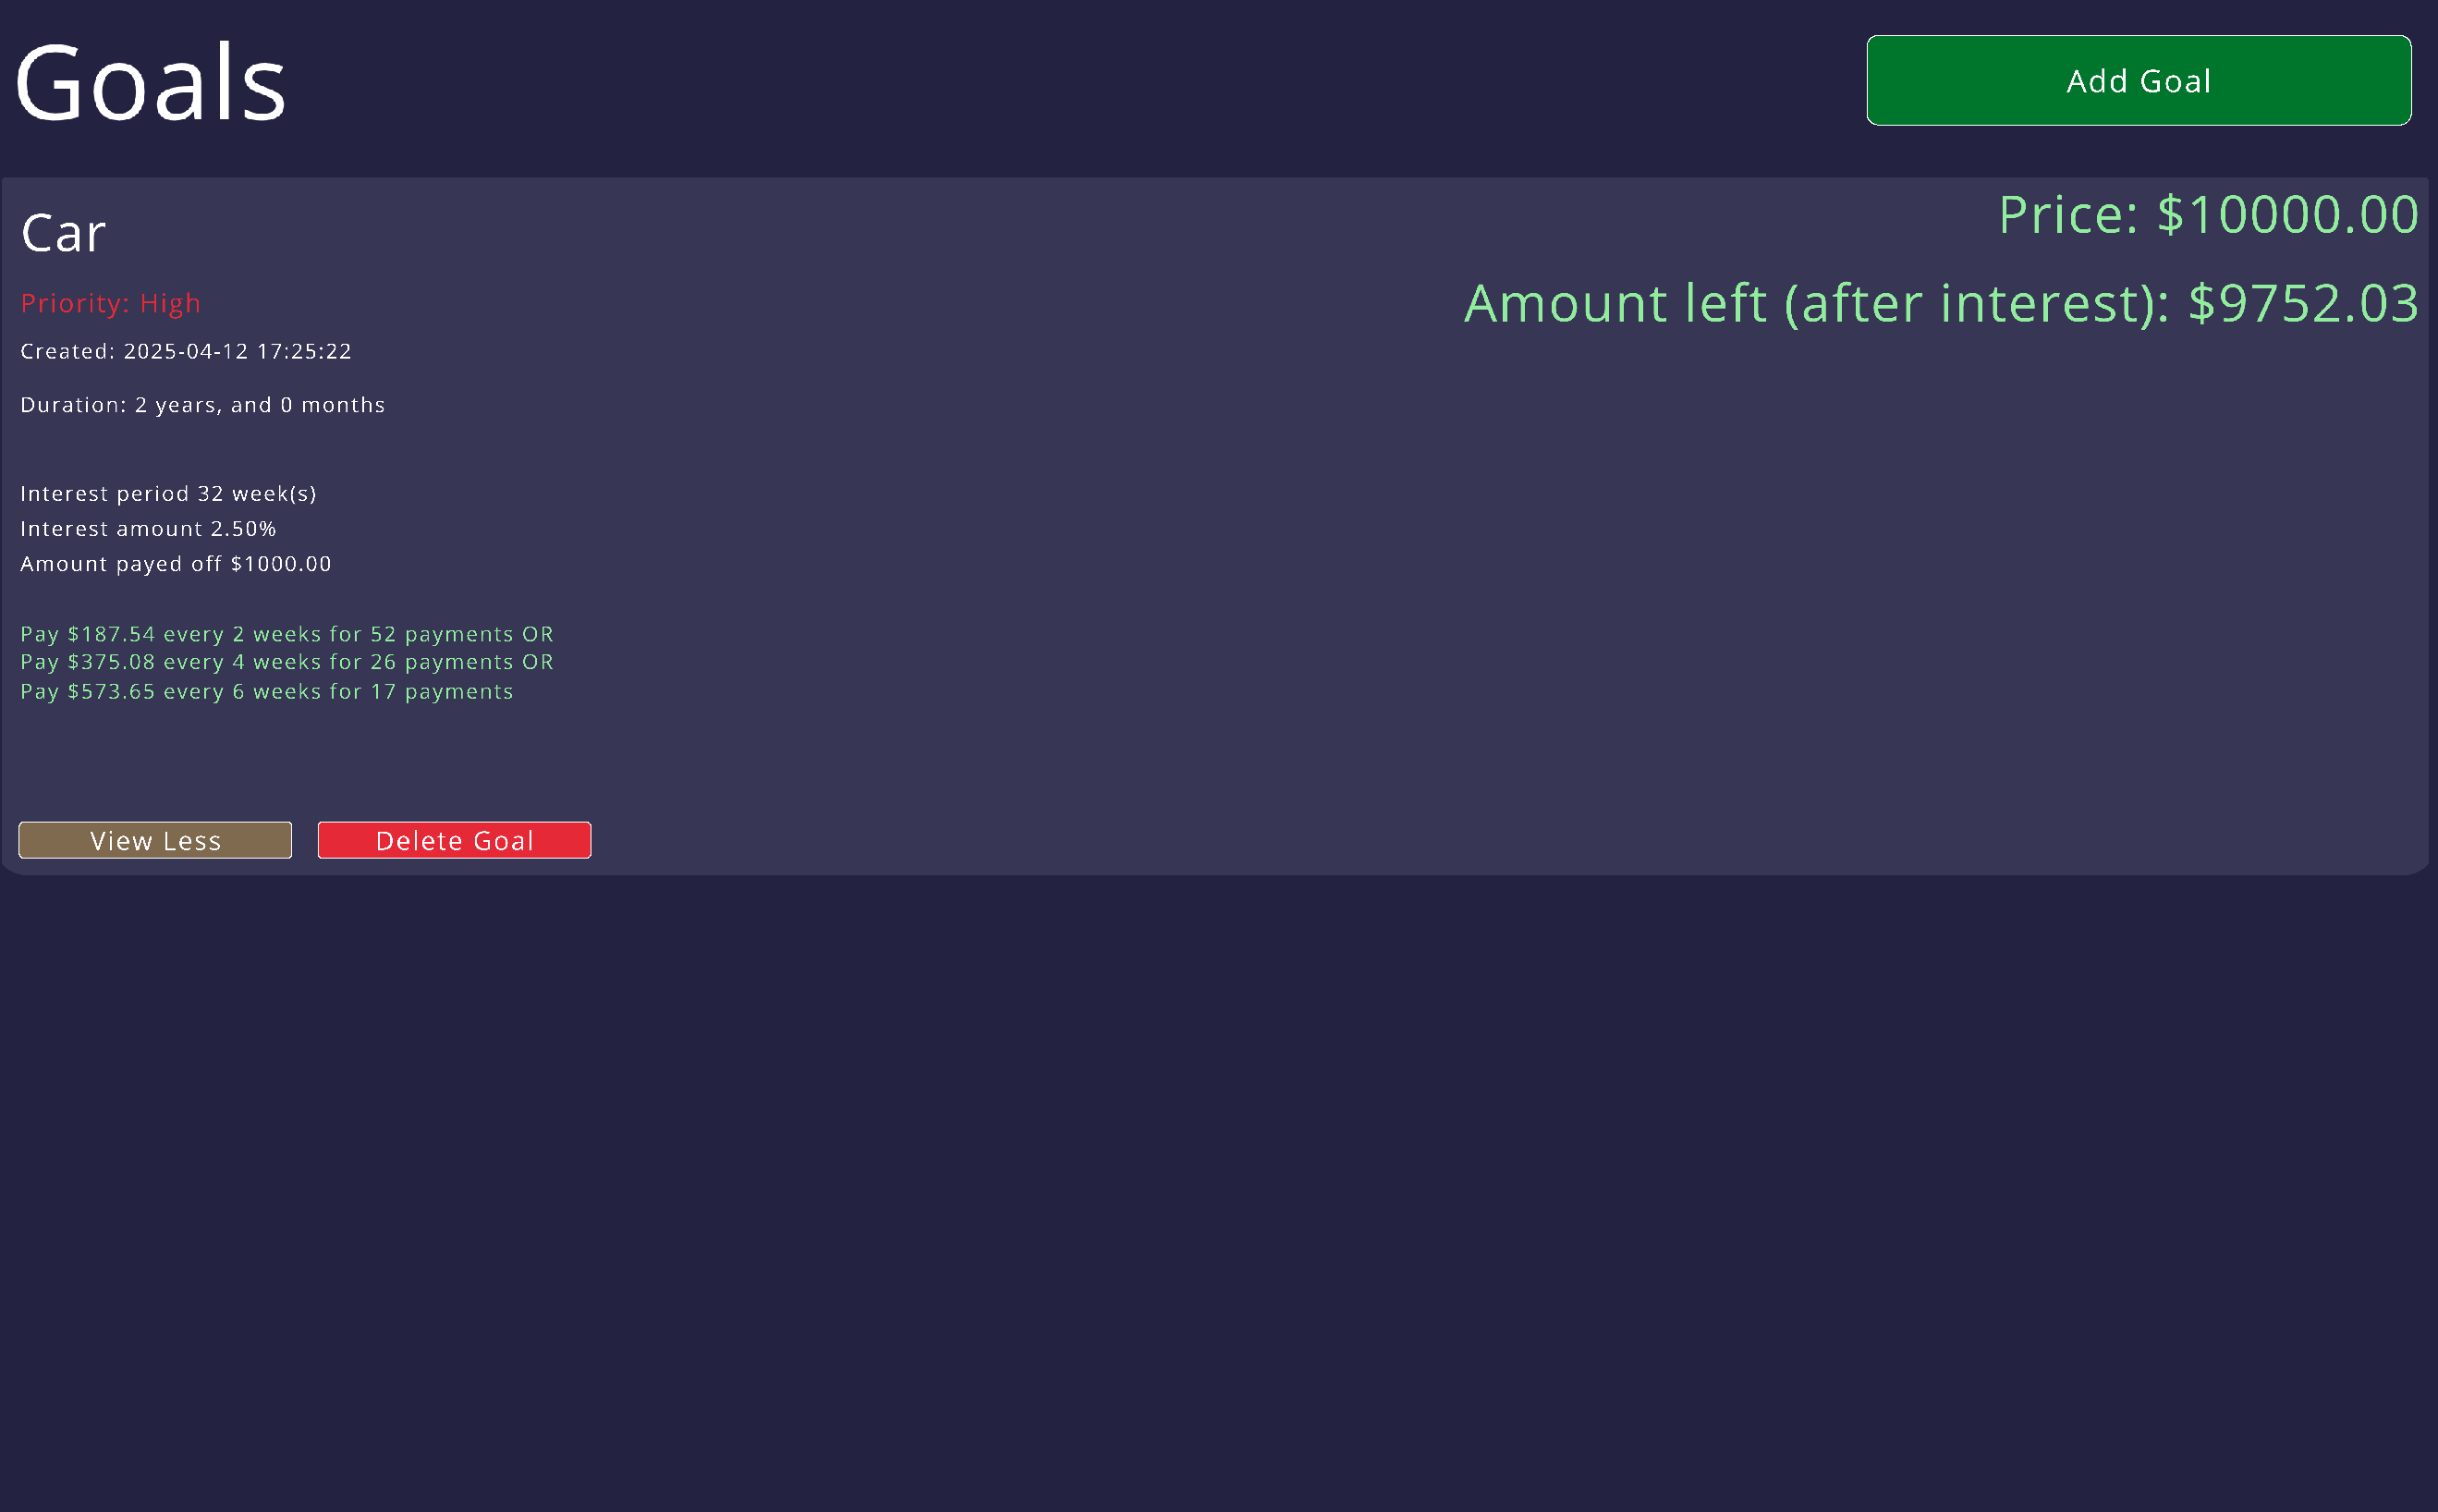 Goals
Add Goal
Car
Price: $10000.00
Priority: High
Amount left (after interest): $9752.03
Created: 2025-04-12 17:25:22
Duration: 2 years, and 0 months
Interest period 32 week(s)
Interest amount 2.50%
Amount payed off $1000.00
Pay $187.54 every 2 weeks for 52 payments OR
Pay $375.08 every 4 weeks for 26 payments OR
Pay $573.65 every 6 weeks for 17 payments
View Less
Delete Goal